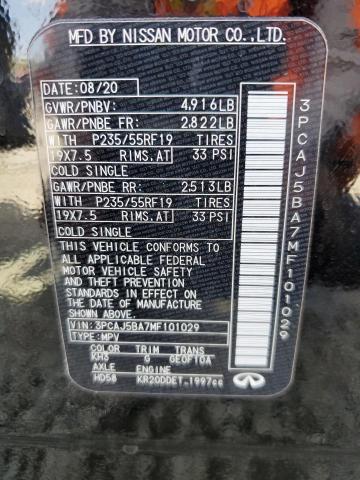 MFD BY NISSAN MOTOR CO.,LTD.
DATE: 08/20
GVWR/PNBV: 4,916LB
GAWR/PNBE FR: 2,822LB
WITH P235/55RF19 TIRES
19X7.5 RIMS,AT 33 PSI
COLD SINGLE
GAWR/PNBE RR: 2,513LB
WITH P235/55RF19 TIRES
19X7.5 RIMS,AT 33 PSI
COLD SINGLE
THIS VEHICLE CONFORMS TO
ALL APPLICABLE FEDERAL
MOTOR VEHICLE SAFETY
AND THEFT PREVENTION
STANDARDS IN EFFECT ON
THE DATE OF MANUFACTURE
SHOWN ABOVE.
VIN: 3PCAJ5BA7MF101029
TYPE: MPV
COLOR TRIM TRANS
KH3 G GE0F10A
AXLE ENGINE
HD58 KR20DDET-1997cc
3PCAJ5BA7MF101029